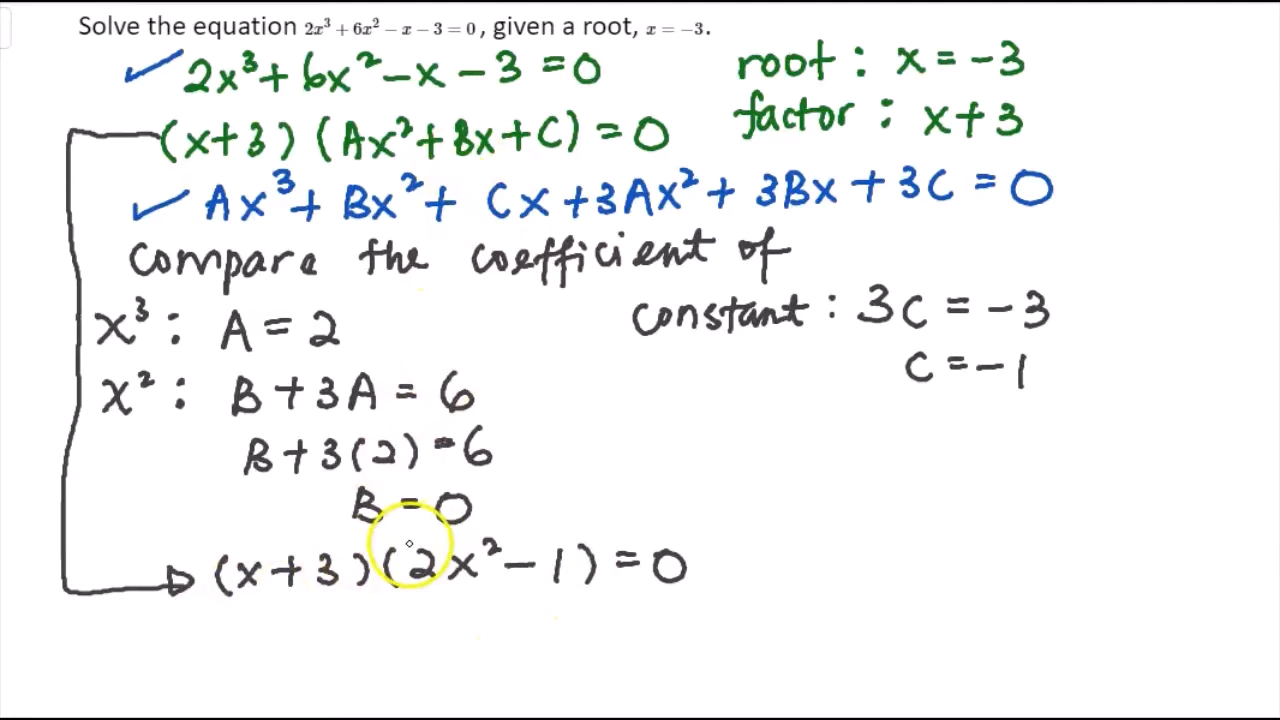 Solve the equation 2x³ + 6x² − x − 3 = 0, given a root, x = −3.
2x³ + 6x² − x − 3 = 0
root : x = −3
(x+3) (Ax² + Bx + C) = 0
factor : x+3
Ax³ + Bx² + Cx + 3Ax² + 3Bx + 3C = 0
compare the coefficient of
x³ : A = 2
constant : 3C = −3
C = −1
x² : B + 3A = 6
B + 3(2) = 6
B = 0
(x+3)(2x² − 1) = 0